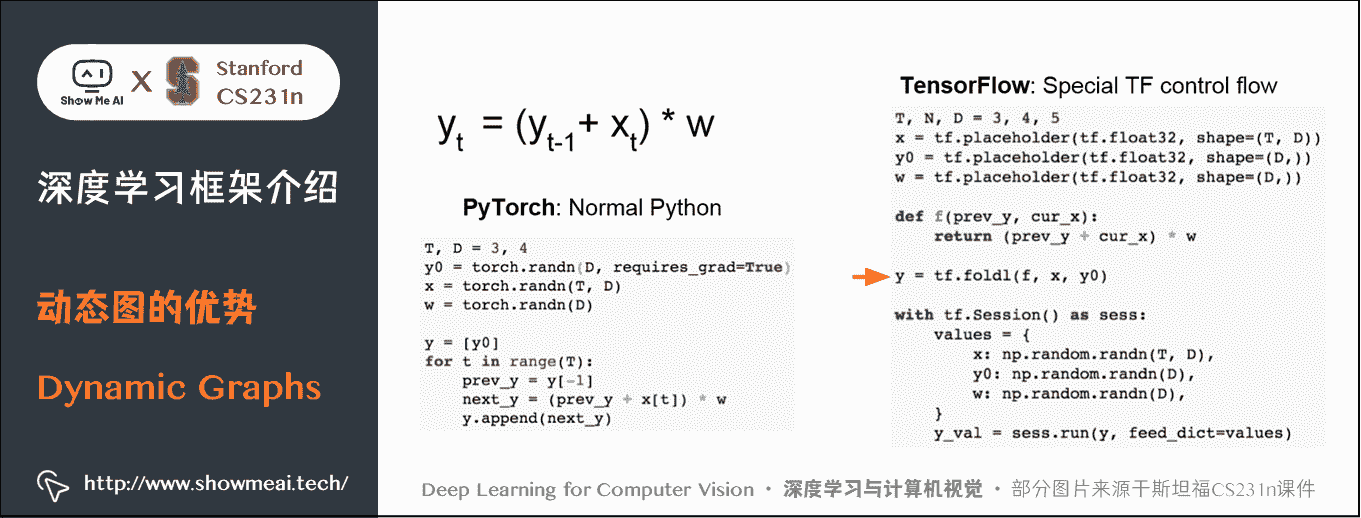 Show Me AI
X
Stanford
CS231n
深度学习框架介绍
动态图的优势
Dynamic Graphs
http://www.showmeai.tech/
yt = (yt-1+ xt) * w
PyTorch: Normal Python
T, D = 3, 4
y0 = torch.randn(D, requires_grad=True)
x = torch.randn(T, D)
w = torch.randn(D)
y = [y0]
for t in range(T):
    prev_y = y[-1]
    next_y = (prev_y + x[t]) * w
    y.append(next_y)
TensorFlow: Special TF control flow
T, N, D = 3, 4, 5
x = tf.placeholder(tf.float32, shape=(T, D))
y0 = tf.placeholder(tf.float32, shape=(D,))
w = tf.placeholder(tf.float32, shape=(D,))
def f(prev_y, cur_x):
    return (prev_y + cur_x) * w
y = tf.foldl(f, x, y0)
with tf.Session() as sess:
    values = {
        x: np.random.randn(T, D),
        y0: np.random.randn(D),
        w: np.random.randn(D),
    }
    y_val = sess.run(y, feed_dict=values)
Deep Learning for Computer Vision · 深度学习与计算机视觉 · 部分图片来源于斯坦福CS231n课件